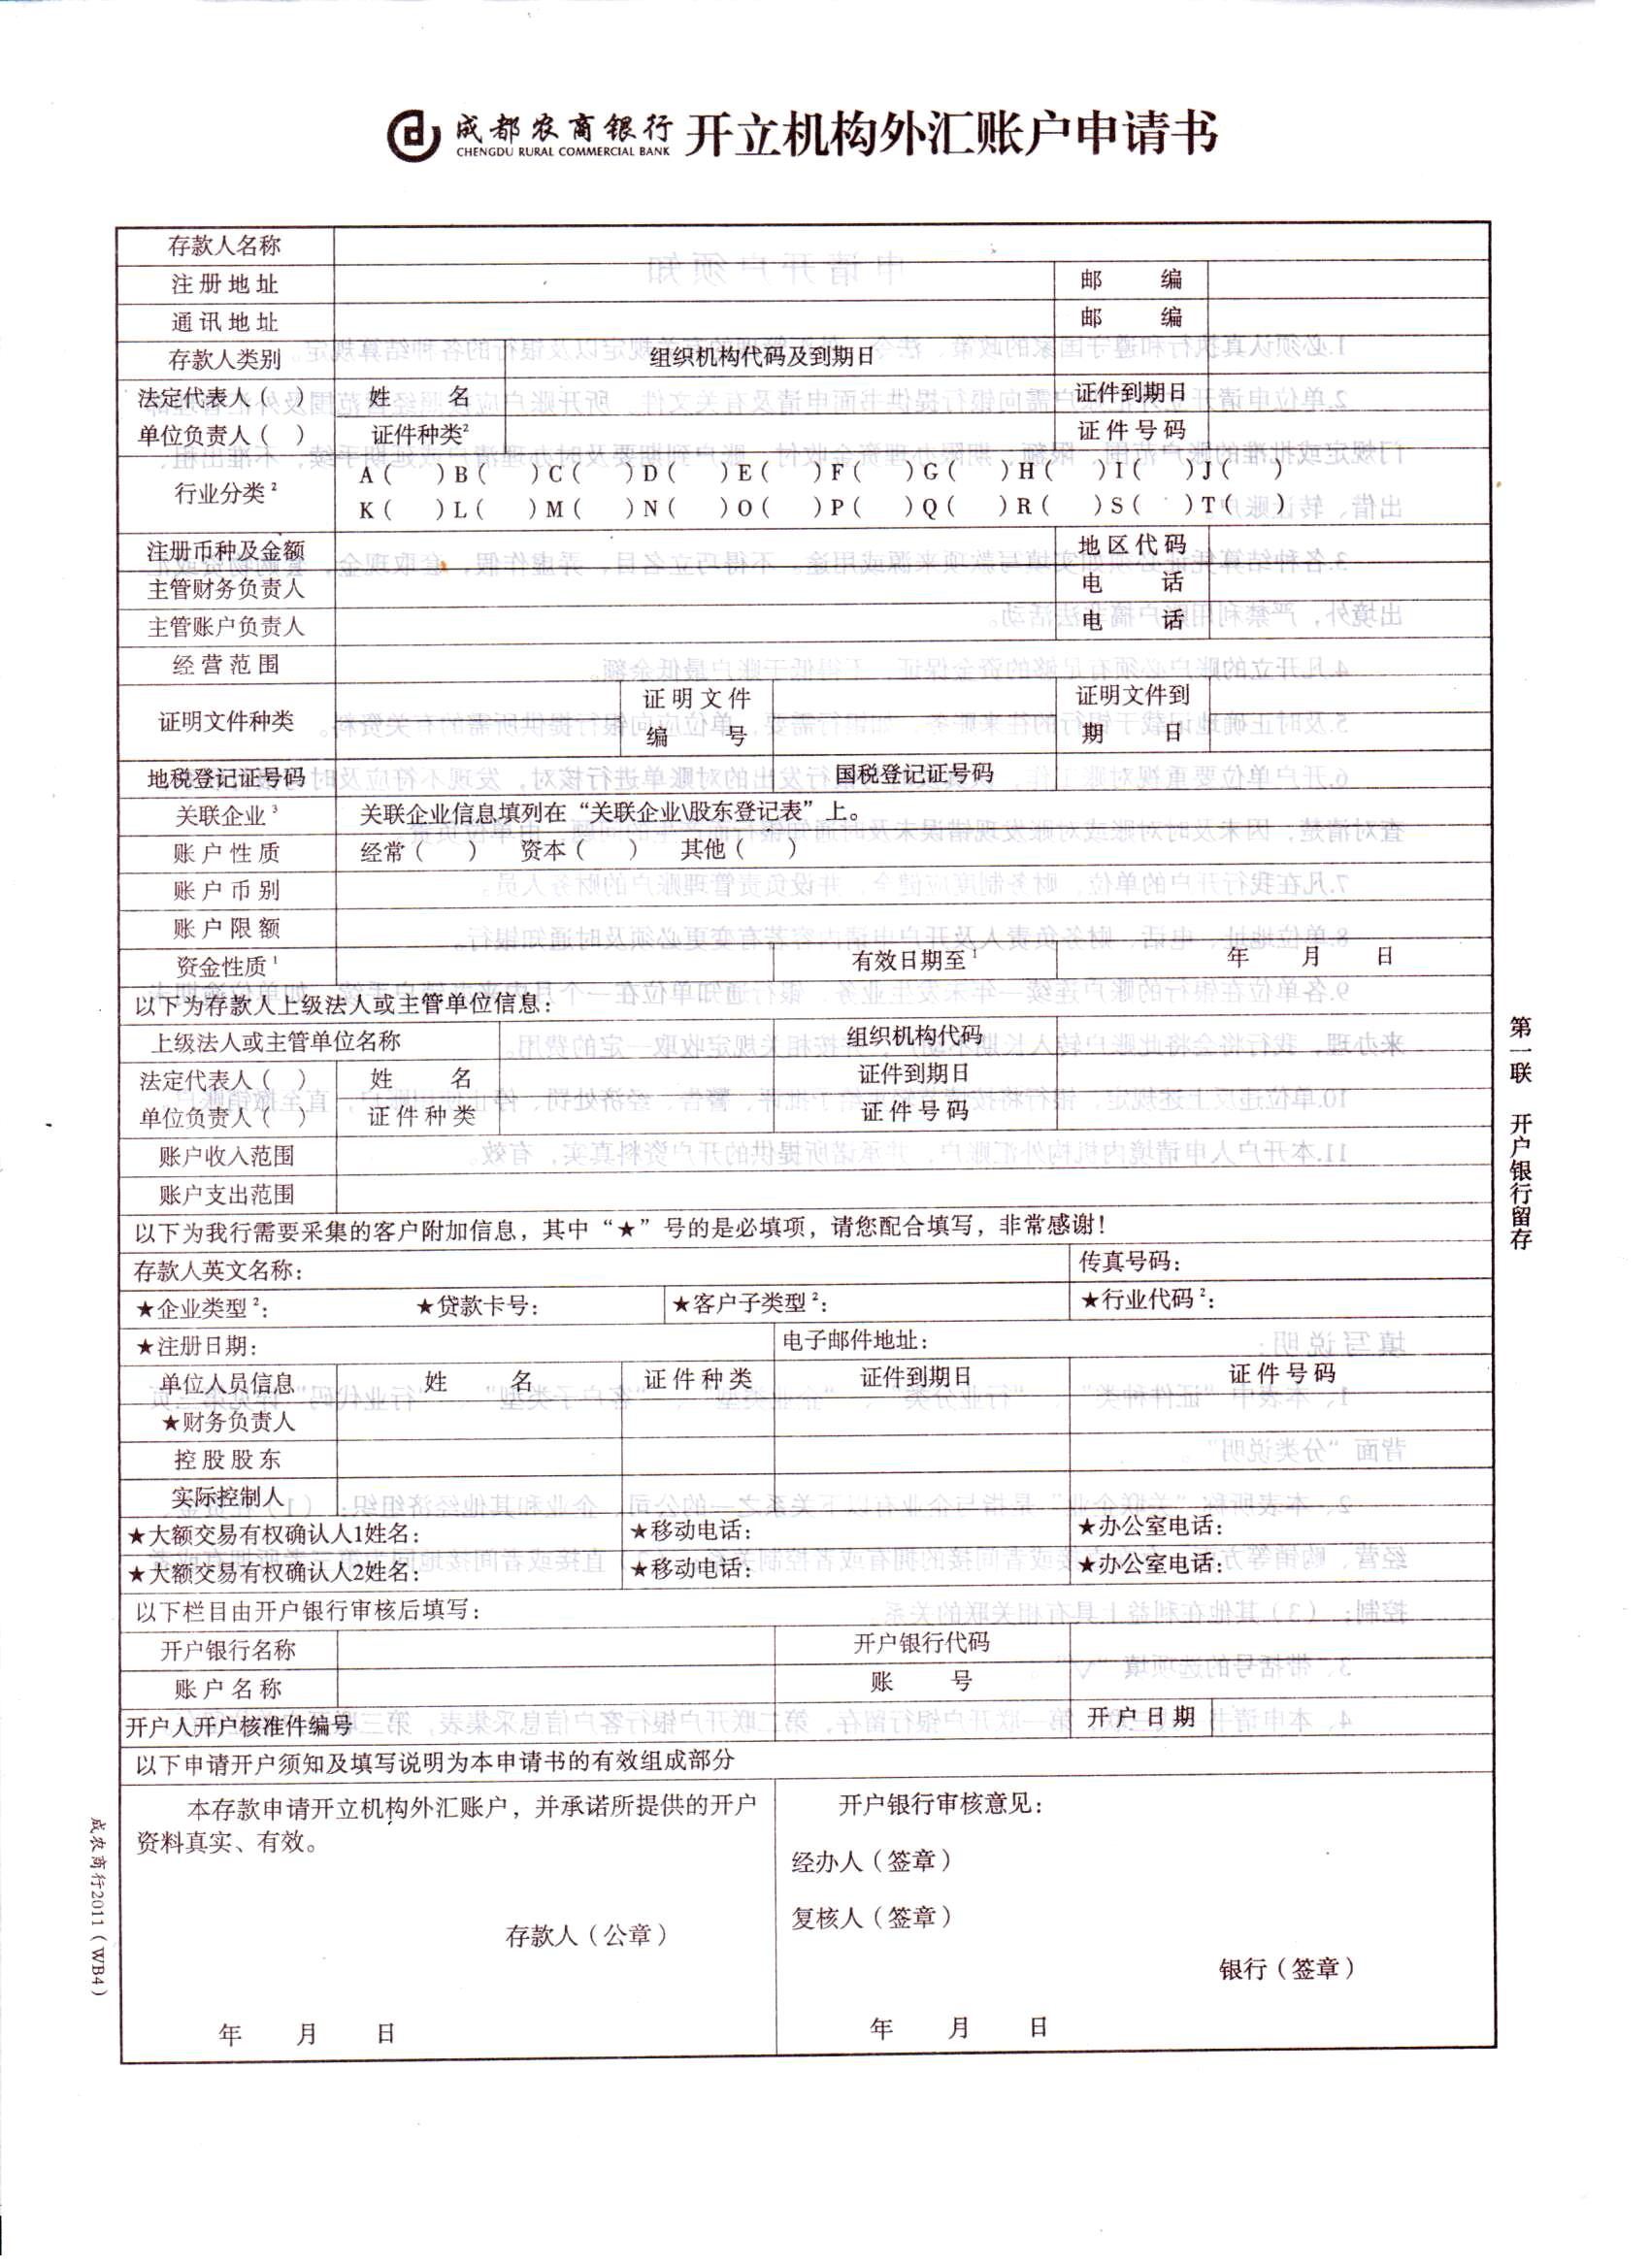 成都农商银行 开立机构外汇账户申请书
CHENGDU RURAL COMMERCIAL BANK
存款人名称
注册地址 邮 编
通讯地址 邮 编
存款人类别 组织机构代码及到期日
法定代表人（ ） 姓 名 证件到期日
单位负责人（ ） 证件种类2 证件号码
行业分类2
A（ ）B（ ）C（ ）D（ ）E（ ）F（ ）G（ ）H（ ）I（ ）J（ ）
K（ ）L（ ）M（ ）N（ ）O（ ）P（ ）Q（ ）R（ ）S（ ）T（ ）
注册币种及金额 地区代码
主管财务负责人 电 话
主管账户负责人 电 话
经营范围
证明文件种类 证明文件 编 号 证明文件到 期 日
地税登记证号码 国税登记证号码
关联企业3 关联企业信息填列在“关联企业\股东登记表”上。
账户性质 经常（ ） 资本（ ） 其他（ ）
账户币别
账户限额
资金性质1 有效日期至1 年 月 日
以下为存款人上级法人或主管单位信息：
上级法人或主管单位名称 组织机构代码
法定代表人（ ） 姓 名 证件到期日
单位负责人（ ） 证件种类 证件号码
账户收入范围
账户支出范围
以下为我行需要采集的客户附加信息，其中“★”号的是必填项，请您配合填写，非常感谢！
存款人英文名称： 传真号码：
★企业类型2： ★贷款卡号： ★客户子类型2： ★行业代码2：
★注册日期： 电子邮件地址：
单位人员信息 姓 名 证件种类 证件到期日 证件号码
★财务负责人
控股股东
实际控制人
★大额交易有权确认人1姓名： ★移动电话： ★办公室电话：
★大额交易有权确认人2姓名： ★移动电话： ★办公室电话：
以下栏目由开户银行审核后填写：
开户银行名称 开户银行代码
账户名称 账 号
开户人开户核准件编号 开户日期
以下申请开户须知及填写说明为本申请书的有效组成部分
本存款申请开立机构外汇账户，并承诺所提供的开户
资料真实、有效。
存款人（公章）
年 月 日
开户银行审核意见：
经办人（签章）
复核人（签章）
银行（签章）
年 月 日
第一联 开户银行留存
成农商行2011（WB4）